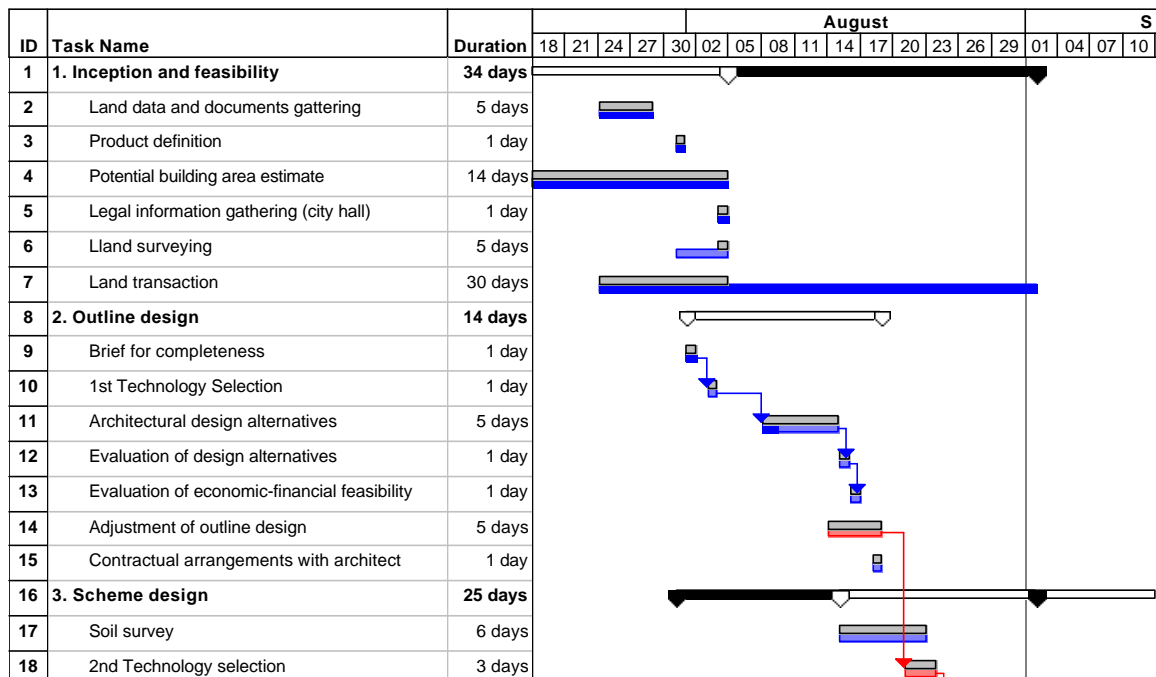 August S
ID Task Name Duration 18 21 24 27 30 02 05 08 11 14 17 20 23 26 29 01 04 07 10
1 1. Inception and feasibility 34 days
2 Land data and documents gattering 5 days
3 Product definition 1 day
4 Potential building area estimate 14 days
5 Legal information gathering (city hall) 1 day
6 Lland surveying 5 days
7 Land transaction 30 days
8 2. Outline design 14 days
9 Brief for completeness 1 day
10 1st Technology Selection 1 day
11 Architectural design alternatives 5 days
12 Evaluation of design alternatives 1 day
13 Evaluation of economic-financial feasibility 1 day
14 Adjustment of outline design 5 days
15 Contractual arrangements with architect 1 day
16 3. Scheme design 25 days
17 Soil survey 6 days
18 2nd Technology selection 3 days